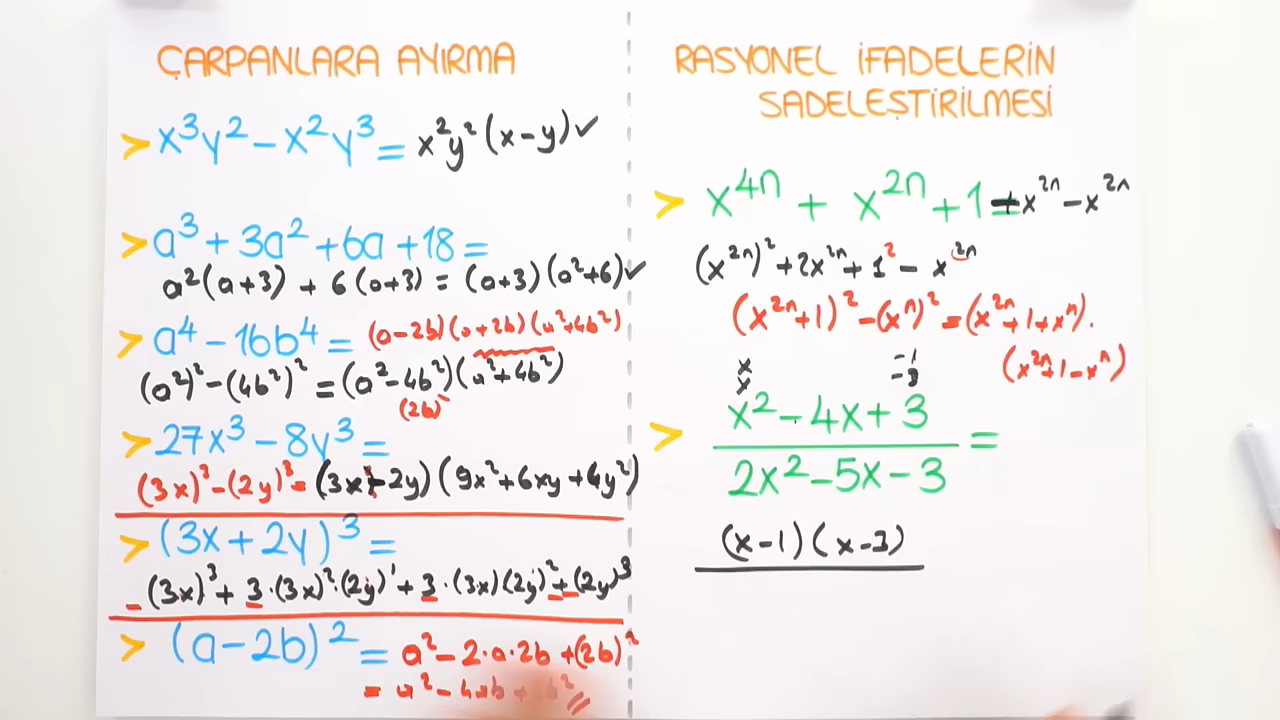 ÇARPANLARA AYIRMA
> x³y² - x²y³ = x²y² (x-y) ✓
> a³ + 3a² + 6a + 18 =
a² (a+3) + 6 (a+3) = (a+3) (a²+6) ✓
> a⁴ - 16b⁴ = (a-2b) (a+2b) (a²+4b²)
(a²)² - (4b²)² = (a² - 4b²) (a² + 4b²)
(2b)²
> 27x³ - 8y³ =
(3x)³ - (2y)³ = (3x - 2y) (9x² + 6xy + 4y²)
> (3x + 2y)³ =
(3x)³ + 3·(3x)²·(2y)¹ + 3·(3x)(2y)² + (2y)³
> (a - 2b)² = a² - 2·a·2b + (2b)²
= a² - 4ab +
RASYONEL İFADELERİN
SADELEŞTİRİLMESİ
> x⁴ⁿ + x²ⁿ + 1 + x²ⁿ - x²ⁿ
(x²ⁿ)² + 2x²ⁿ + 1² - x²ⁿ
(x²ⁿ+1)² - (xⁿ)² = (x²ⁿ+1+xⁿ).
(x²ⁿ+1-xⁿ)
x -1
x -3
> x² - 4x + 3
=
2x² - 5x - 3
(x-1) (x-3)